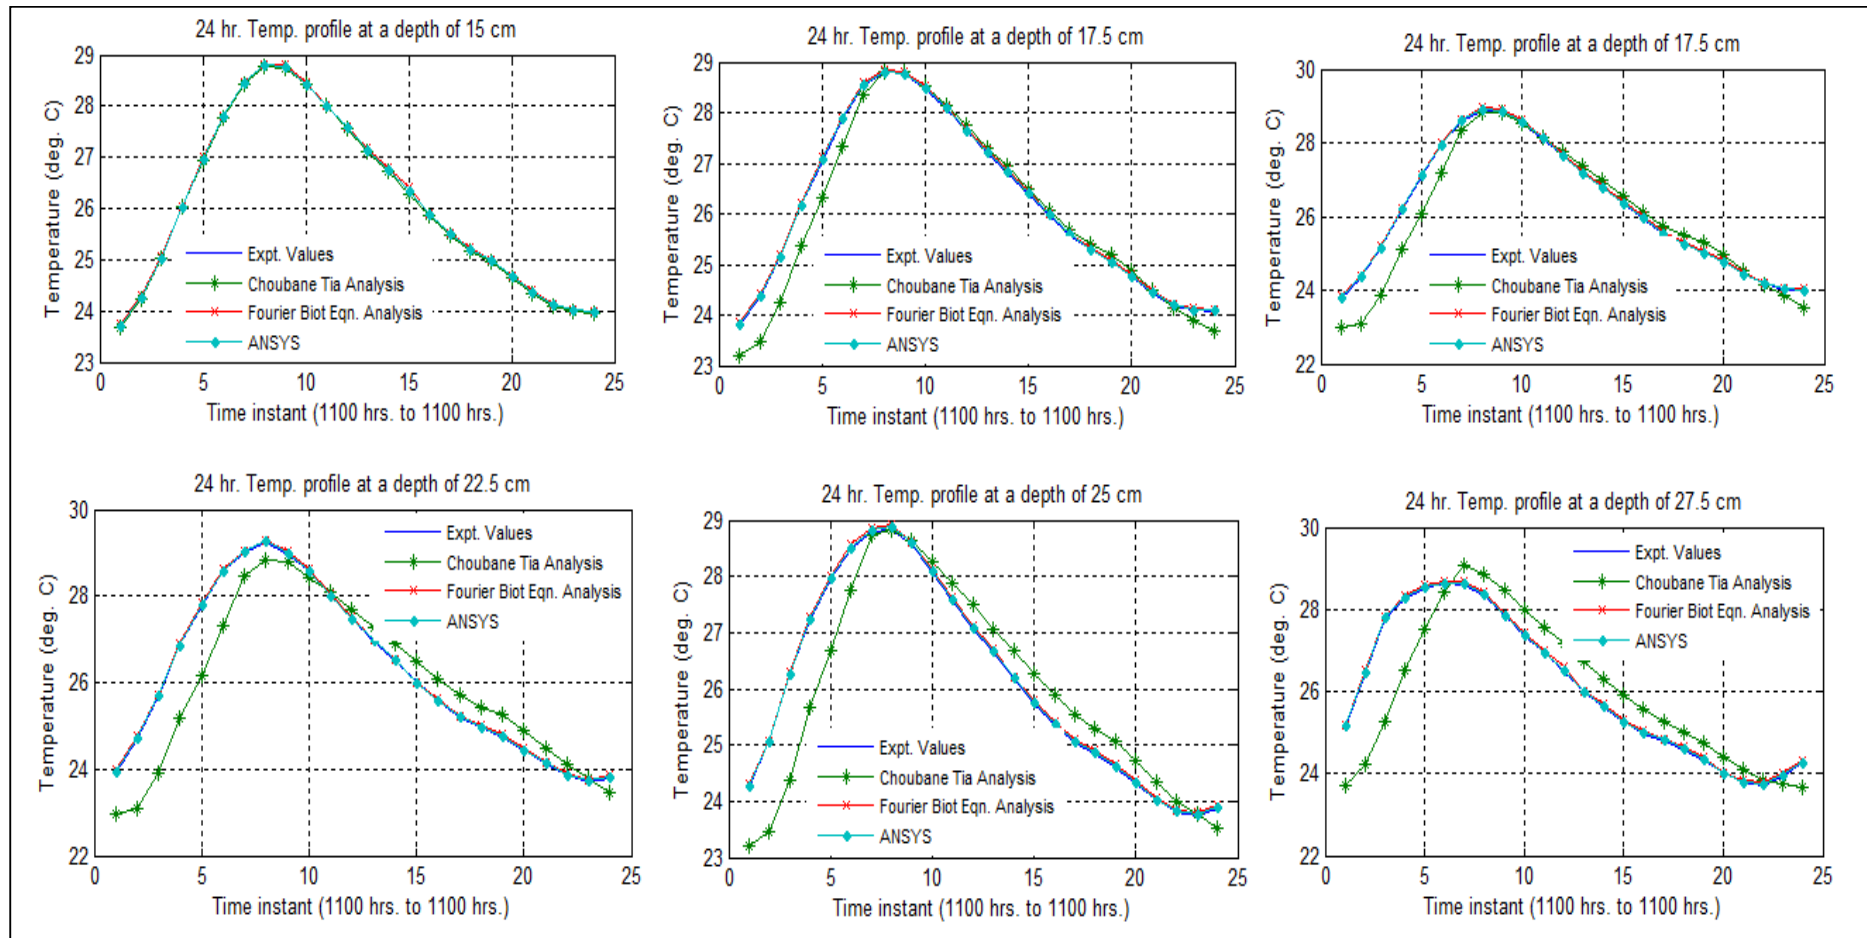 24 hr. Temp. profile at a depth of 15 cm
Temperature (deg. C)
29
28
27
26
25
24
23
Expt. Values
Choubane Tia Analysis
Fourier Biot Eqn. Analysis
ANSYS
0 5 10 15 20 25
Time instant (1100 hrs. to 1100 hrs.)
24 hr. Temp. profile at a depth of 17.5 cm
Temperature (deg. C)
29
28
27
26
25
24
23
Expt. Values
Choubane Tia Analysis
Fourier Biot Eqn. Analysis
ANSYS
0 5 10 15 20 25
Time instant (1100 hrs. to 1100 hrs.)
24 hr. Temp. profile at a depth of 17.5 cm
Temperature (deg. C)
30
28
26
24
22
Expt. Values
Choubane Tia Analysis
Fourier Biot Eqn. Analysis
ANSYS
0 5 10 15 20 25
Time instant (1100 hrs. to 1100 hrs.)
24 hr. Temp. profile at a depth of 22.5 cm
Temperature (deg. C)
30
28
26
24
22
Expt. Values
Choubane Tia Analysis
Fourier Biot Eqn. Analysis
ANSYS
0 5 10 15 20 25
Time instant (1100 hrs. to 1100 hrs.)
24 hr. Temp. profile at a depth of 25 cm
Temperature (deg. C)
29
28
27
26
25
24
23
Expt. Values
Choubane Tia Analysis
Fourier Biot Eqn. Analysis
ANSYS
0 5 10 15 20 25
Time instant (1100 hrs. to 1100 hrs.)
24 hr. Temp. profile at a depth of 27.5 cm
Temperature (deg. C)
30
28
26
24
22
Expt. Values
Choubane Tia Analysis
Fourier Biot Eqn. Analysis
ANSYS
0 5 10 15 20 25
Time instant (1100 hrs. to 1100 hrs.)